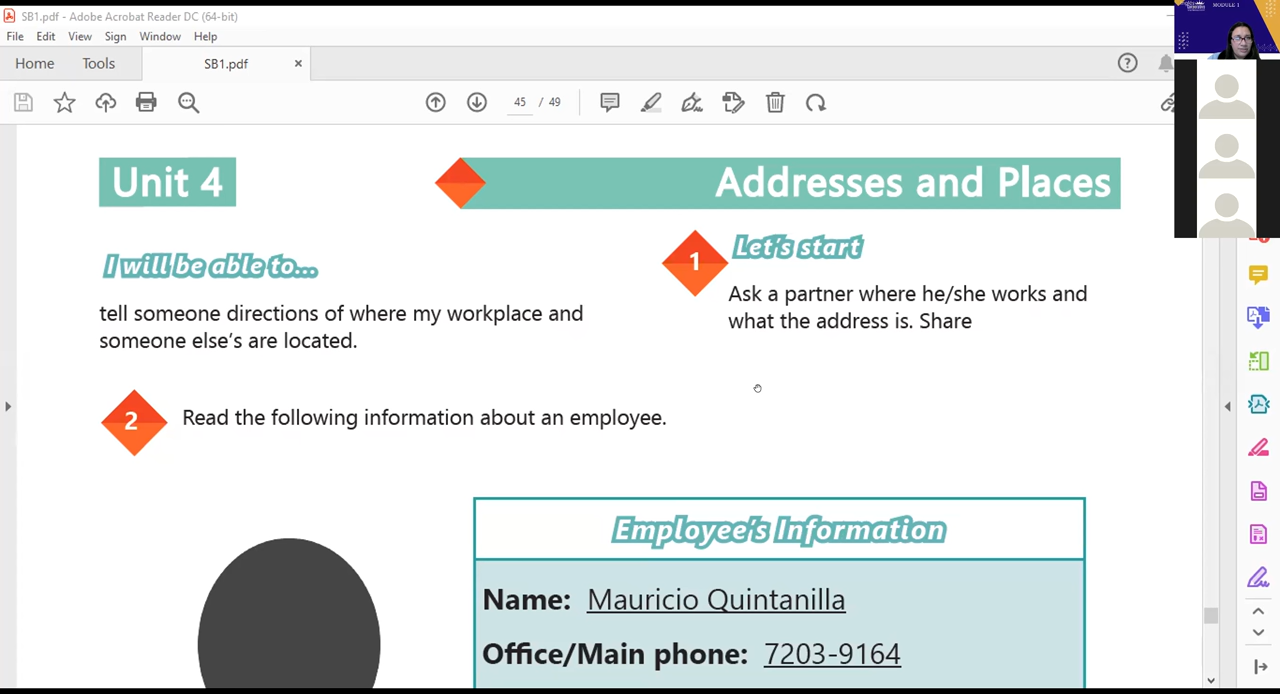 SB1.pdf - Adobe Acrobat Reader DC (64-bit)
File Edit View Sign Window Help
Home Tools SB1.pdf ×
45 / 49
MODULE 1
Unit 4
Addresses and Places
I will be able to...
tell someone directions of where my workplace and
someone else's are located.
1 Let's start
Ask a partner where he/she works and
what the address is. Share
2 Read the following information about an employee.
Employee's Information
Name: Mauricio Quintanilla
Office/Main phone: 7203-9164